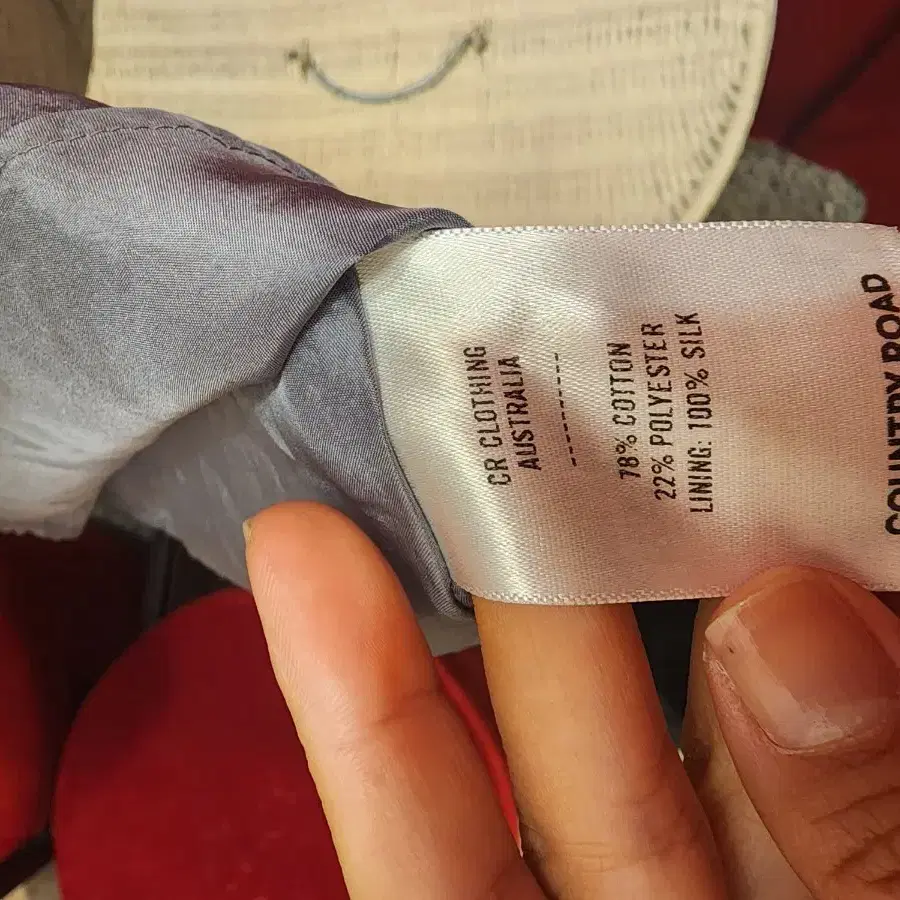 CR CLOTHING
AUSTRALIA
----------
78% COTTON
22% POLYESTER
LINING: 100% SILK
COUNTRY ROAD